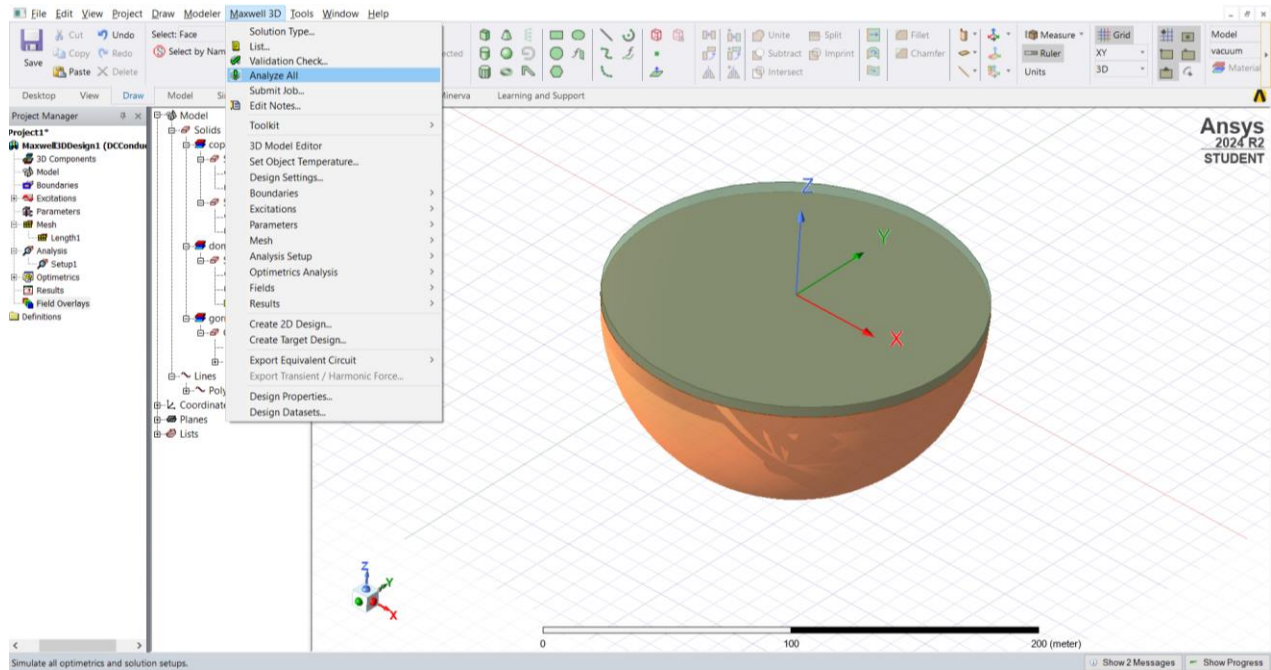 File Edit View Project Draw Modeler Maxwell 3D Tools Window Help
Save
Cut
Copy
Paste
Undo
Redo
Delete
Select: Face
Select by Nam
ected
Unite
Subtract
Intersect
Split
Imprint
Fillet
Chamfer
Measure
Ruler
Units
Grid
XY
3D
Model
vacuum
Material
Desktop View Draw Model Minerva Learning and Support
Solution Type...
List...
Validation Check...
Analyze All
Submit Job...
Edit Notes...
Toolkit
3D Model Editor
Set Object Temperature...
Design Settings...
Boundaries
Excitations
Parameters
Mesh
Analysis Setup
Optimetrics Analysis
Fields
Results
Create 2D Design...
Create Target Design...
Export Equivalent Circuit
Export Transient / Harmonic Force...
Design Properties...
Design Datasets...
Project Manager
Project1*
Maxwell3DDesign1 (DCCondu
3D Components
Model
Boundaries
Excitations
Parameters
Mesh
Length1
Analysis
Setup1
Optimetrics
Results
Field Overlays
Definitions
Model
Solids
cop
don
gor
Lines
Poly
Coordinat
Planes
Lists
Ansys
2024 R2
STUDENT
Z
Y
X
Z
Y
X
0 100 200 (meter)
Simulate all optimetrics and solution setups.
Show 2 Messages
Show Progress